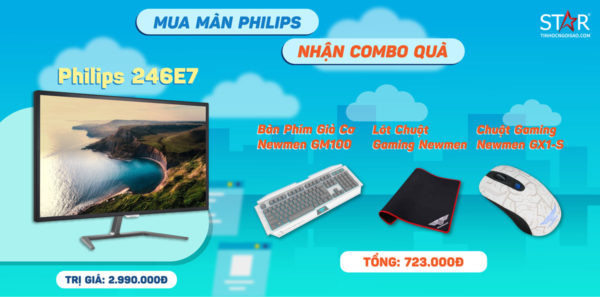 MUA MÀN PHILIPS
NHẬN COMBO QUÀ
STAR
TINHOCNGOISAO.COM
Philips 246E7
Bàn Phím Giả Cơ
Newmen GM100
Lót Chuột
Gaming Newmen
Chuột Gaming
Newmen GX1-S
TRỊ GIÁ: 2.990.000Đ
TỔNG: 723.000Đ